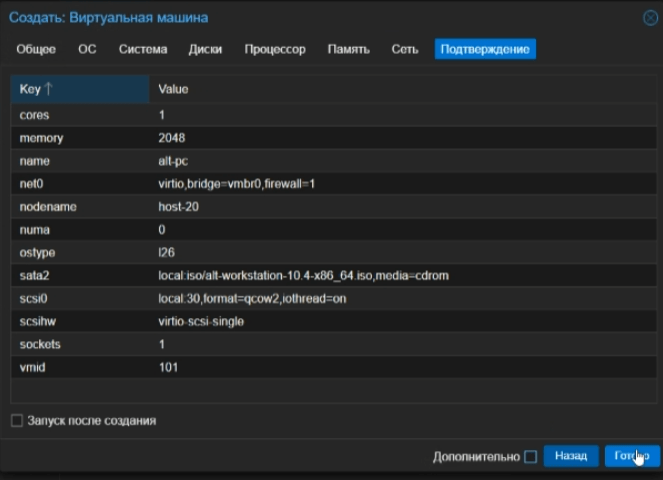 Создать: Виртуальная машина
Общее ОС Система Диски Процессор Память Сеть Подтверждение
Key ↑ Value
cores 1
memory 2048
name alt-pc
net0 virtio,bridge=vmbr0,firewall=1
nodename host-20
numa 0
ostype l26
sata2 local:iso/alt-workstation-10.4-x86_64.iso,media=cdrom
scsi0 local:30,format=qcow2,iothread=on
scsihw virtio-scsi-single
sockets 1
vmid 101
Запуск после создания
Дополнительно Назад Готово